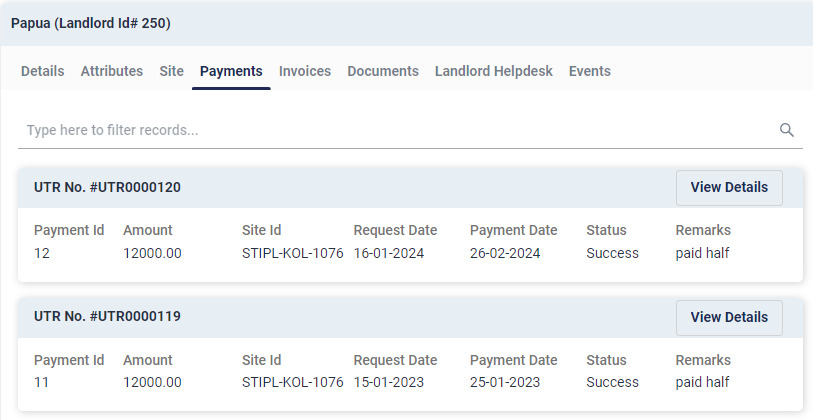 Papua (Landlord Id# 250)
Details Attributes Site Payments Invoices Documents Landlord Helpdesk Events
Type here to filter records...
UTR No. #UTR0000120 View Details
Payment Id Amount Site Id Request Date Payment Date Status Remarks
12 12000.00 STIPL-KOL-1076 16-01-2024 26-02-2024 Success paid half
UTR No. #UTR0000119 View Details
Payment Id Amount Site Id Request Date Payment Date Status Remarks
11 12000.00 STIPL-KOL-1076 15-01-2023 25-01-2023 Success paid half